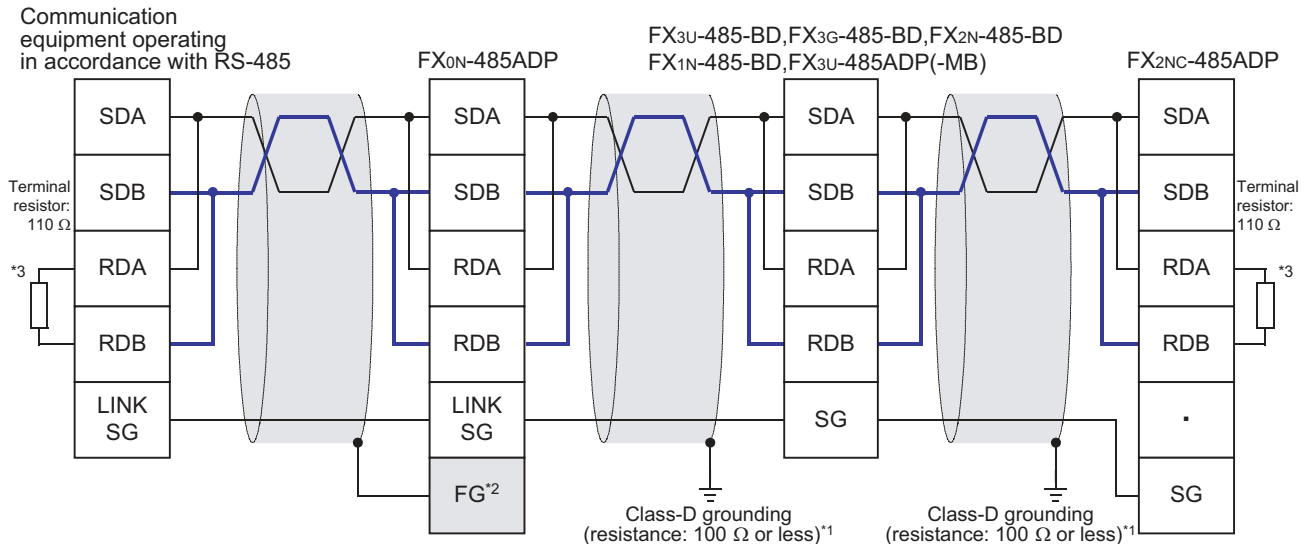 Communication
equipment operating
in accordance with RS-485
FX0N-485ADP
FX3U-485-BD,FX3G-485-BD,FX2N-485-BD
FX1N-485-BD,FX3U-485ADP(-MB)
FX2NC-485ADP
SDA
SDA
SDA
SDA
Terminal
resistor:
110 Ω
SDB
SDB
SDB
SDB
Terminal
resistor:
110 Ω
*3
RDA
RDA
RDA
RDA
*3
RDB
RDB
RDB
RDB
LINK
SG
LINK
SG
SG
.
FG*2
SG
Class-D grounding
(resistance: 100 Ω or less)*1
Class-D grounding
(resistance: 100 Ω or less)*1